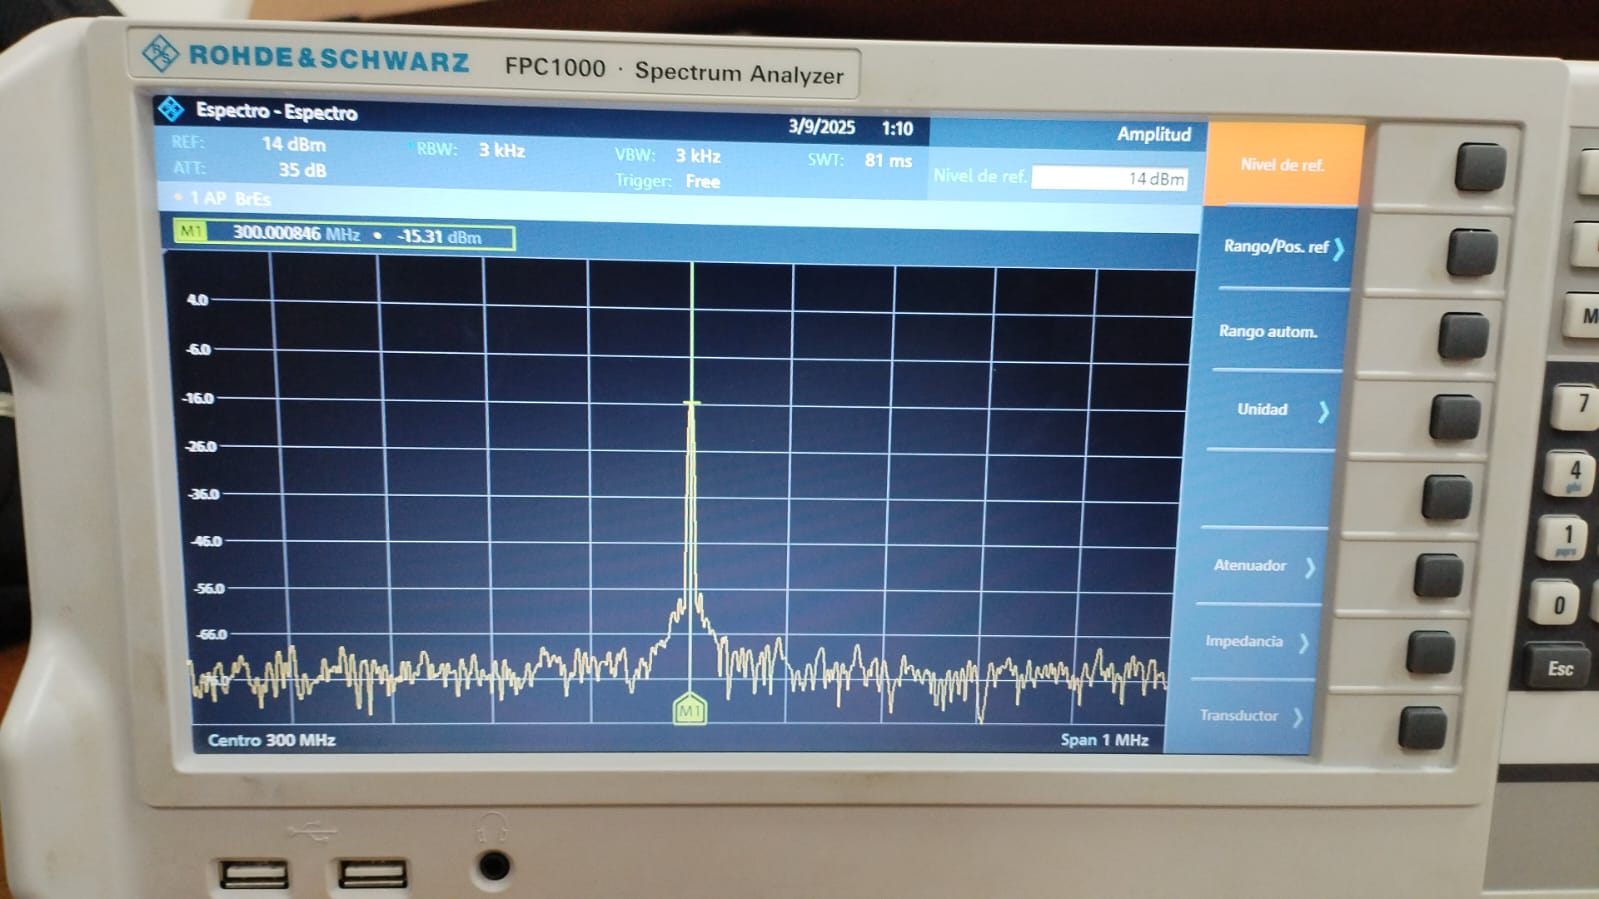 ROHDE & SCHWARZ FPC1000 · Spectrum Analyzer
Espectro - Espectro
3/9/2025 1:10
Amplitud
REF: 14 dBm
RBW: 3 kHz
VBW: 3 kHz
SWT: 81 ms
ATT: 35 dB
Trigger: Free
Nivel de ref. 14 dBm
1 AP BrEs
M1 300.000846 MHz • -15.31 dBm
4.0
-6.0
-16.0
-26.0
-36.0
-46.0
-56.0
-66.0
M1
Centro 300 MHz
Span 1 MHz
Nivel de ref.
Rango/Pos. ref
Rango autom.
Unidad
Atenuador
Impedancia
Transductor
M
7
4
ghi
1
pqrs
0
Esc